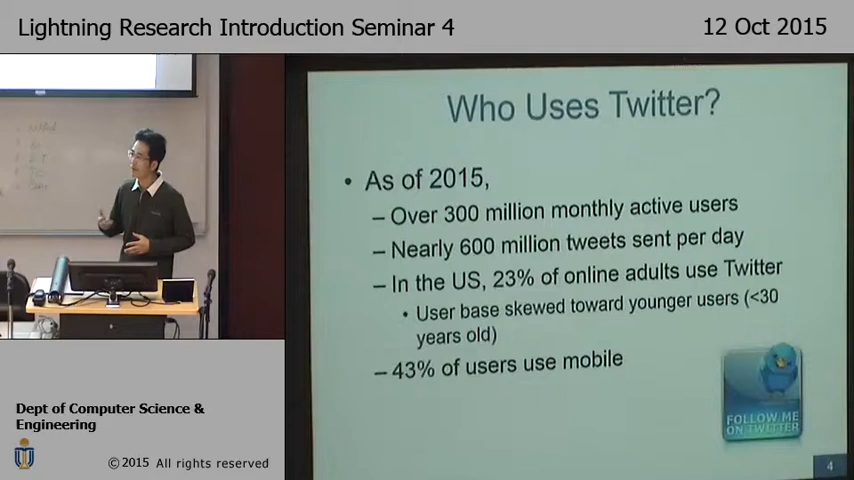 Lightning Research Introduction Seminar 4
12 Oct 2015
Who Uses Twitter?
• As of 2015,
– Over 300 million monthly active users
– Nearly 600 million tweets sent per day
– In the US, 23% of online adults use Twitter
• User base skewed toward younger users (<30
years old)
– 43% of users use mobile
FOLLOW ME
ON TWITTER
4
Dept of Computer Science &
Engineering
©2015 All rights reserved